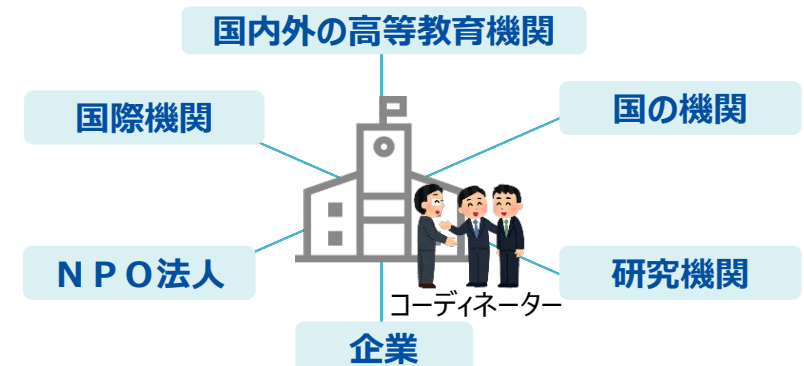 国内外の高等教育機関
国際機関
国の機関
ＮＰＯ法人
研究機関
コーディネーター
企業